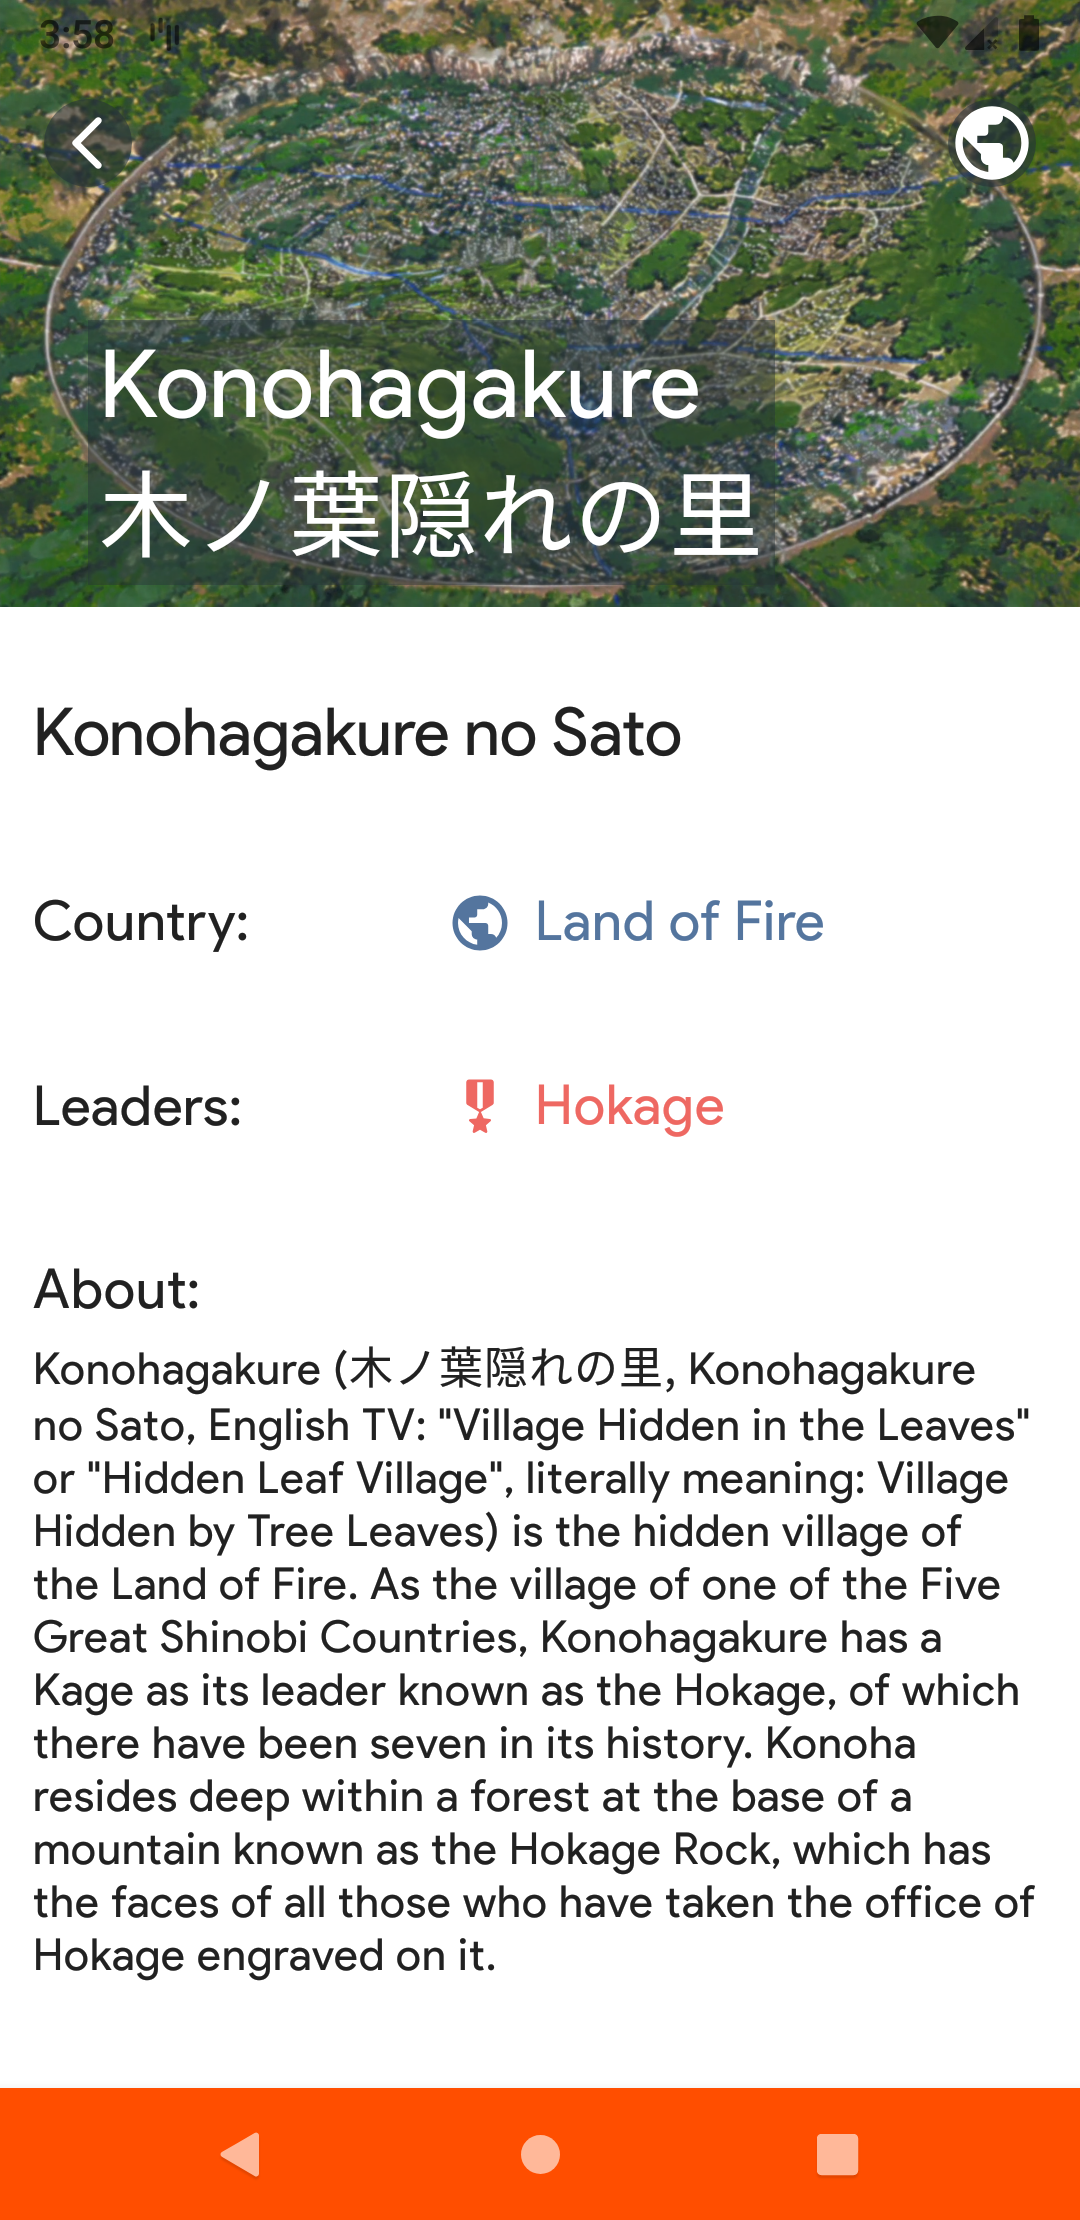 3:58
Konohagakure
木ノ葉隠れの里
Konohagakure no Sato
Country:
Land of Fire
Leaders:
Hokage
About:
Konohagakure (木ノ葉隠れの里, Konohagakure
no Sato, English TV: "Village Hidden in the Leaves"
or "Hidden Leaf Village", literally meaning: Village
Hidden by Tree Leaves) is the hidden village of
the Land of Fire. As the village of one of the Five
Great Shinobi Countries, Konohagakure has a
Kage as its leader known as the Hokage, of which
there have been seven in its history. Konoha
resides deep within a forest at the base of a
mountain known as the Hokage Rock, which has
the faces of all those who have taken the office of
Hokage engraved on it.